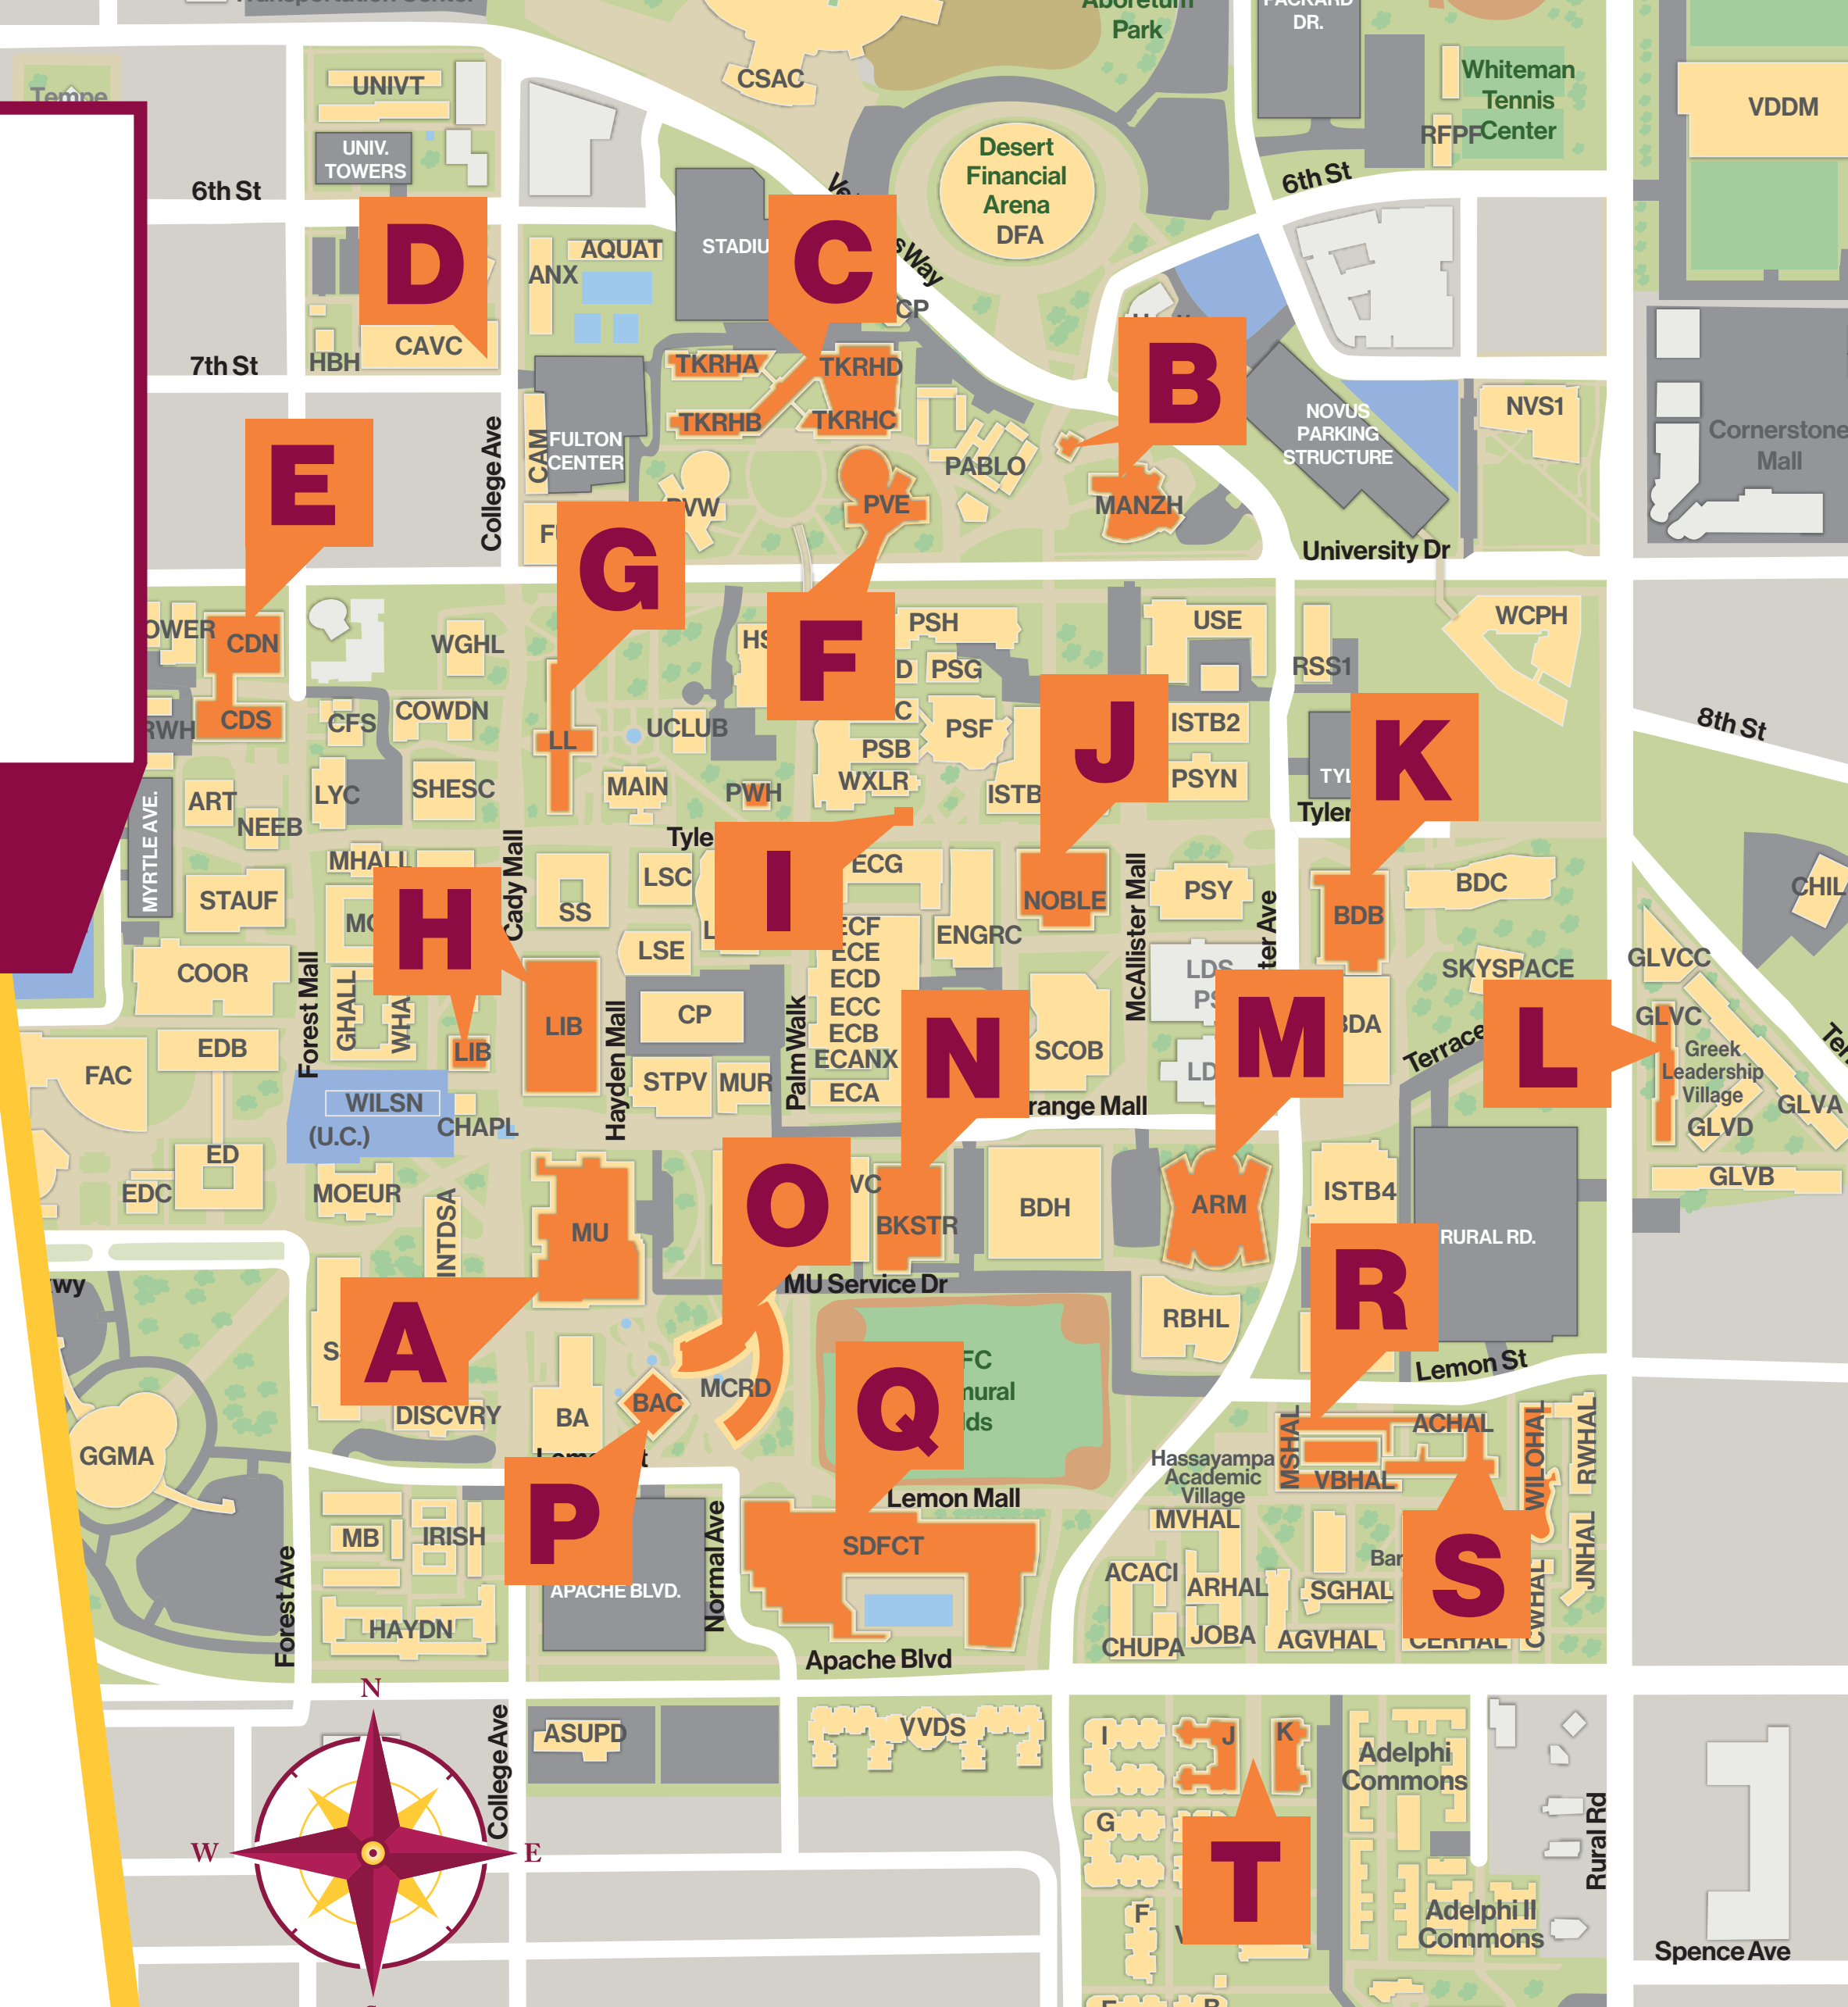 Transportation Center
Arboretum
Park
PACKARD
DR.
CSAC
Tempe
UNIVT
UNIV.
TOWERS
Whiteman
Tennis
Center
RFPF
VDDM
Desert
Financial
Arena
DFA
6th St
6th St
D
C
AQUAT
ANX
CP
HBH
CAVC
7th St
TKRHA
TKRHD
TKRHB
TKRHC
B
NOVUS
PARKING
STRUCTURE
NVS1
Cornerstone
Mall
E
College Ave
CAM
FULTON
CENTER
PABLO
PVE
MANZH
University Dr
G
F
CDN
WGHL
PSH
D
PSG
USE
RSS1
WCPH
CDS
CFS
COWDN
LL
UCLUB
C
PSF
PSB
WXLR
J
ISTB2
K
8th St
MYRTLE AVE.
ART
NEEB
LYC
SHESC
MAIN
PWH
PSYN
Tyler
MHALL
STAUF
H
Cady Mall
SS
LSC
I
ECG
NOBLE
McAllister Mall
PSY
BDB
BDC
CHIL
LSE
ECF
ECE
ECD
ECC
ECB
ECANX
ECA
ENGRC
LDS
SKYSPACE
GLVCC
COOR
Forest Mall
GHALL
LIB
LIB
Hayden Mall
CP
Palm Walk
N
SCOB
M
Terrace
L
GLVC
Greek
Leadership
Village
GLVA
GLVD
GLVB
EDB
FAC
WILSN
(U.C.)
CHAPL
STPV
MUR
ED
EDC
MOEUR
INTDSA
MU
O
BKSTR
BDH
ARM
ISTB4
RURAL RD.
MU Service Dr
A
R
RBHL
Lemon St
DISCVRY
BA
BAC
MCRD
Q
GGMA
P
Lemon Mall
Hassayampa
Academic
Village
MSHAL
ACHAL
VBHAL
WILOHAL
RWHAL
MB
IRISH
HAYDN
Forest Ave
APACHE BLVD.
Normal Ave
SDFCT
MVHAL
ACACI
ARHAL
SGHAL
S
JNHAL
CHUPA
JOBA
AGVHAL
CERHAL
Apache Blvd
N
W
E
College Ave
ASUPD
VVDS
I
J
K
Adelphi
Commons
G
T
F
Adelphi II
Commons
Rural Rd
Spence Ave